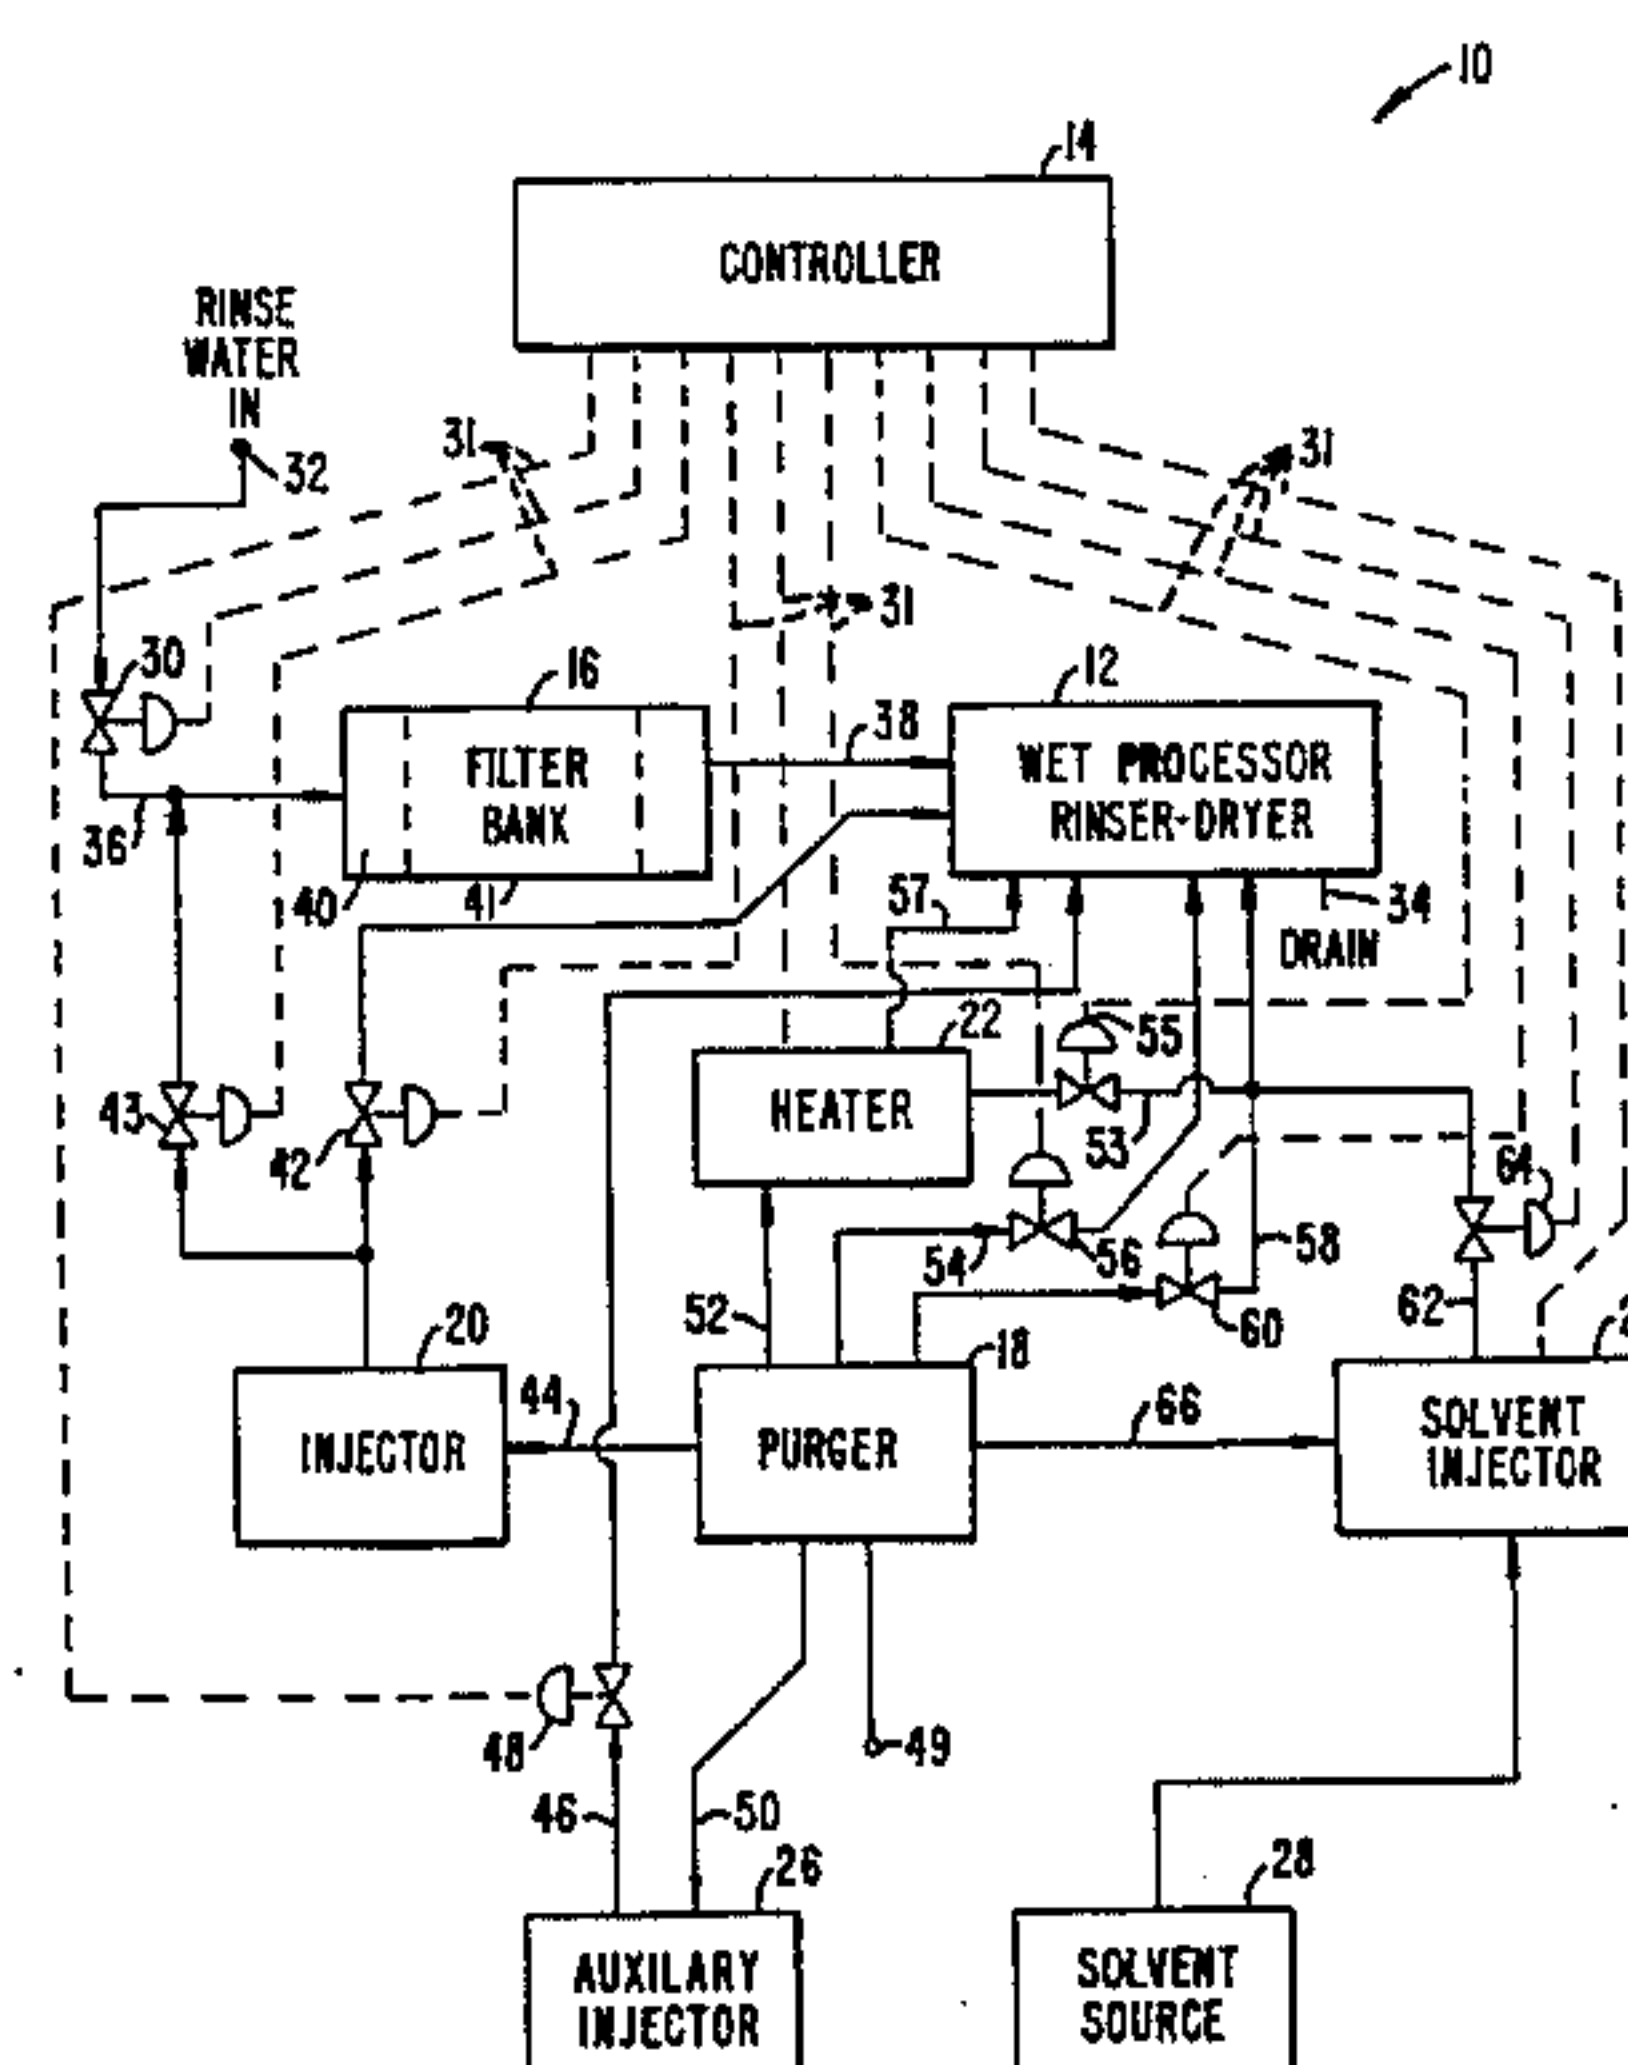 10
14
CONTROLLER
RINSE
WATER
IN
32
31
31
31
30
16
38
12
FILTER
BANK
WET PROCESSOR
RINSER-DRYER
36
40
41
57
34
DRAIN
22
55
HEATER
43
42
53
64
54
56
58
52
60
62
20
18
44
66
INJECTOR
PURGER
SOLVENT
INJECTOR
48
49
46
50
26
28
AUXILARY
INJECTOR
SOLVENT
SOURCE